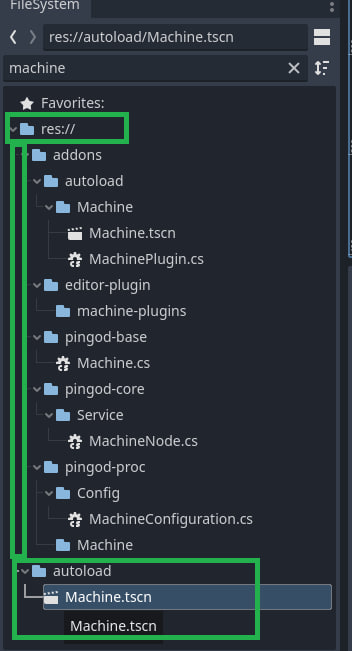 FileSystem
res://autoload/Machine.tscn
machine
Favorites:
res://
addons
autoload
Machine
Machine.tscn
MachinePlugin.cs
editor-plugin
machine-plugins
pingod-base
Machine.cs
pingod-core
Service
MachineNode.cs
pingod-proc
Config
MachineConfiguration.cs
Machine
autoload
Machine.tscn
Machine.tscn